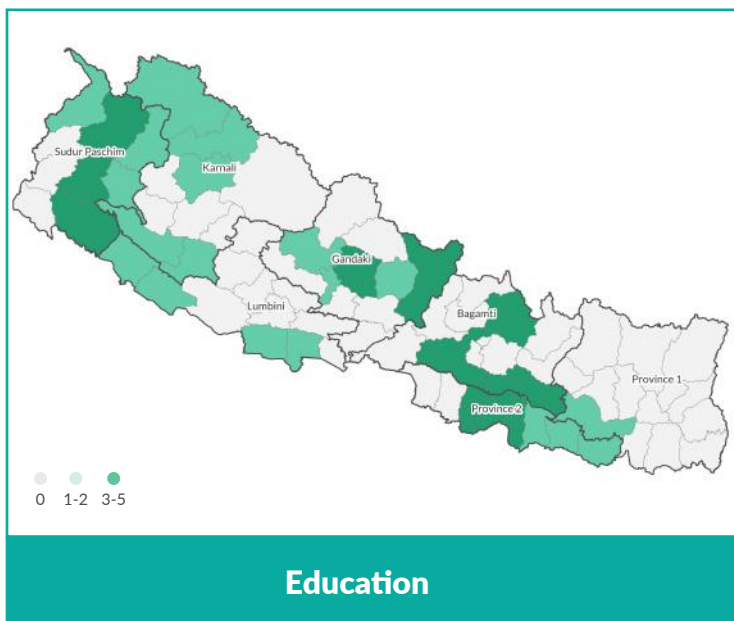 Sudur Paschim
Karnali
Gandaki
Lumbini
Bagamti
Province 1
Province 2
0 1-2 3-5
Education